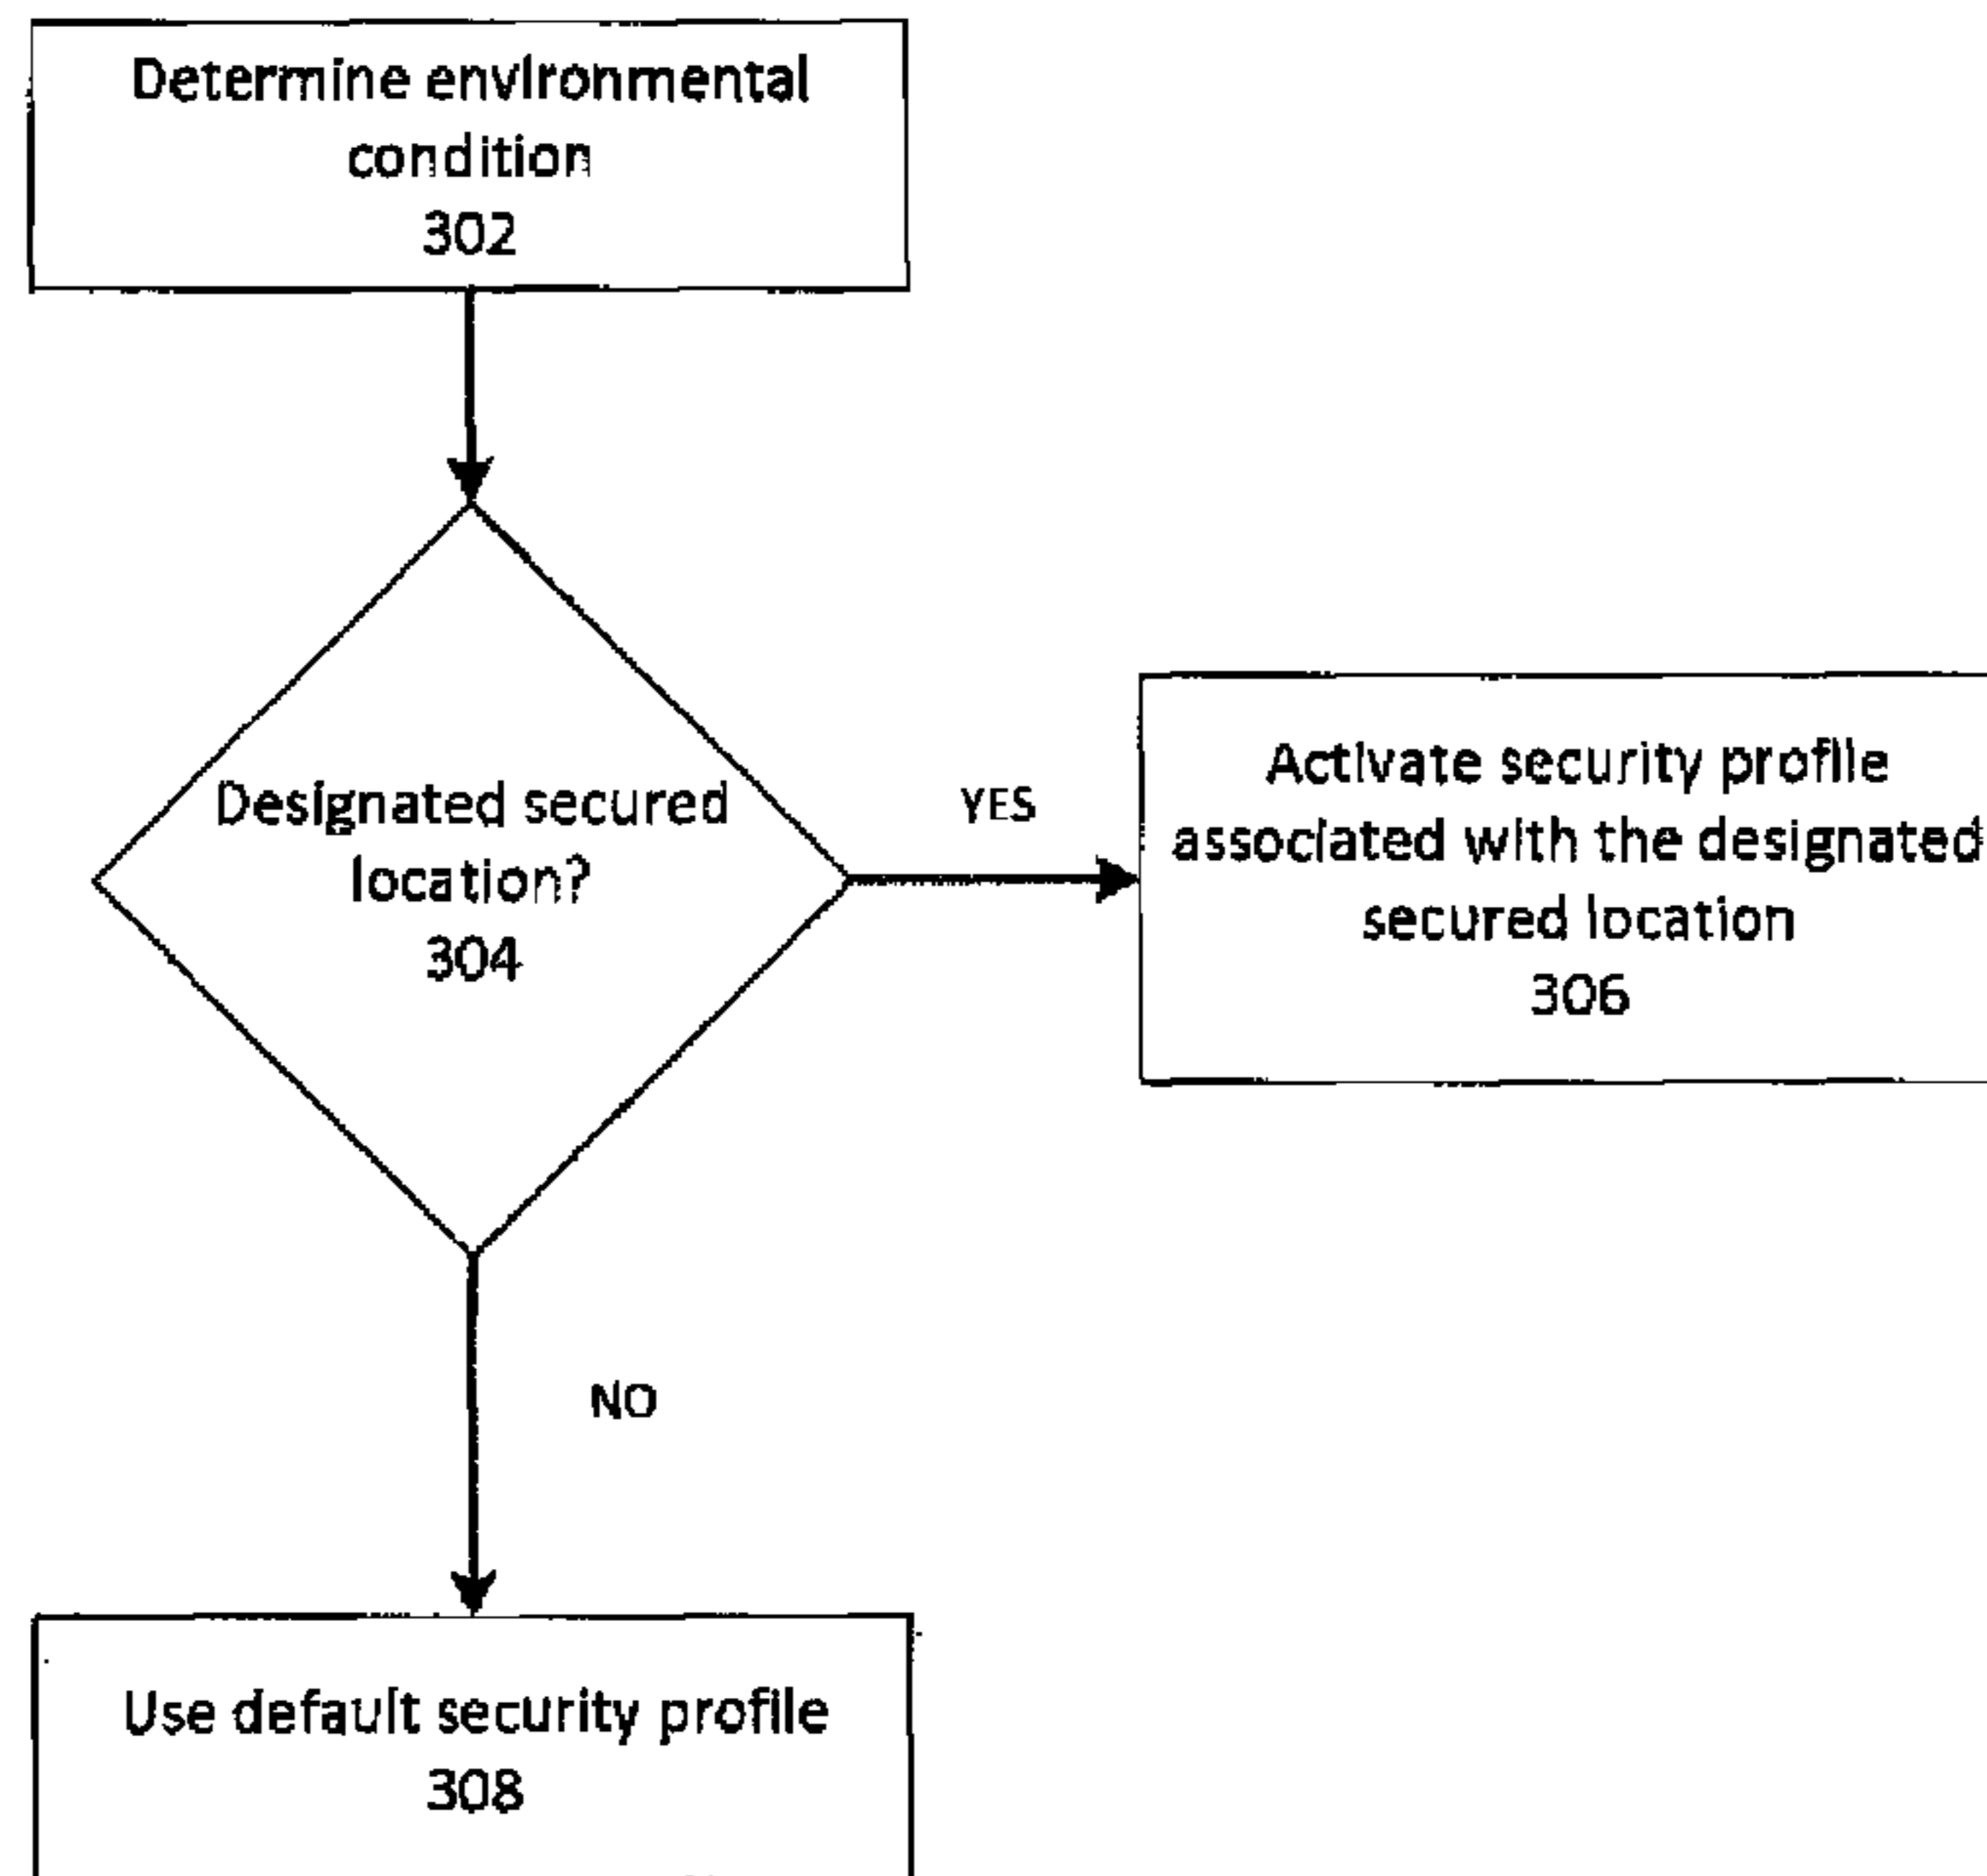 Determine environmental
condition
302
Designated secured
location?
304
YES
Activate security profile
associated with the designated
secured location
306
NO
Use default security profile
308